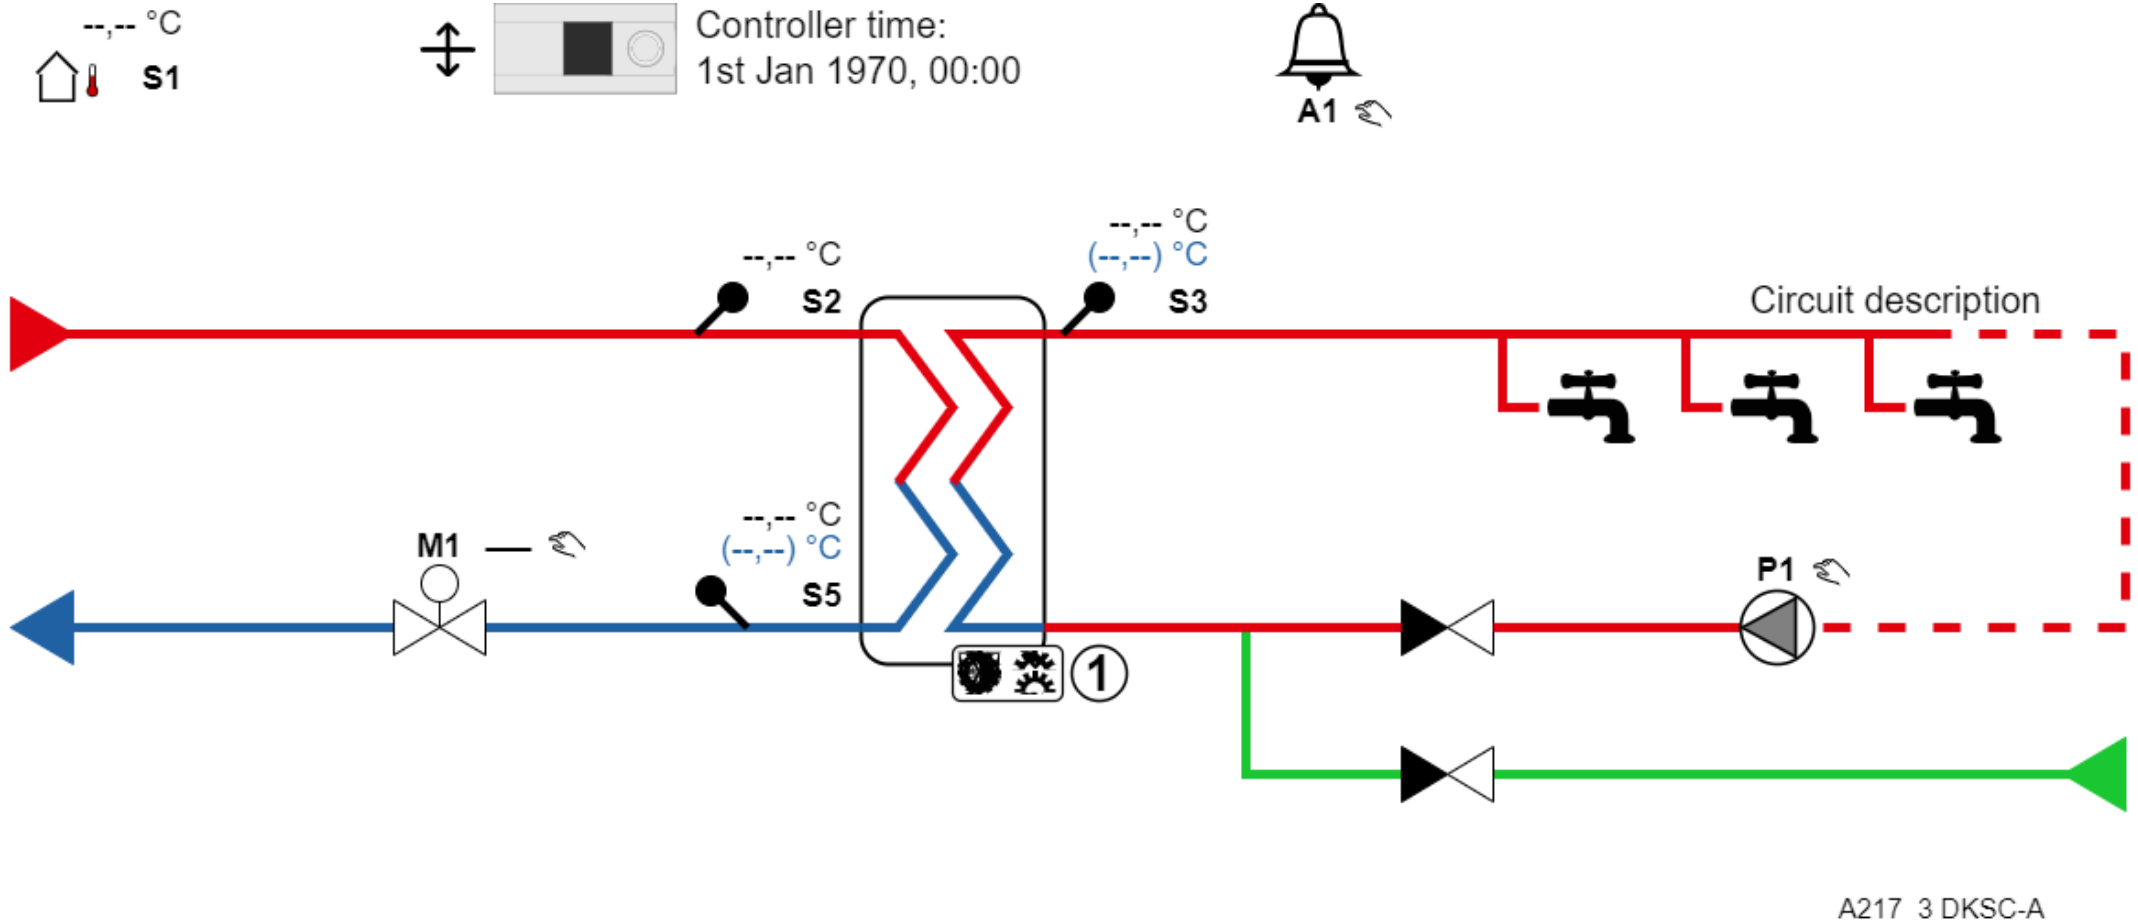 --,-- °C
S1
Controller time:
1st Jan 1970, 00:00
A1
--,-- °C
S2
--,-- °C
(--,--) °C
S3
Circuit description
M1
--,-- °C
(--,--) °C
S5
P1
1
A217 3 DKSC-A